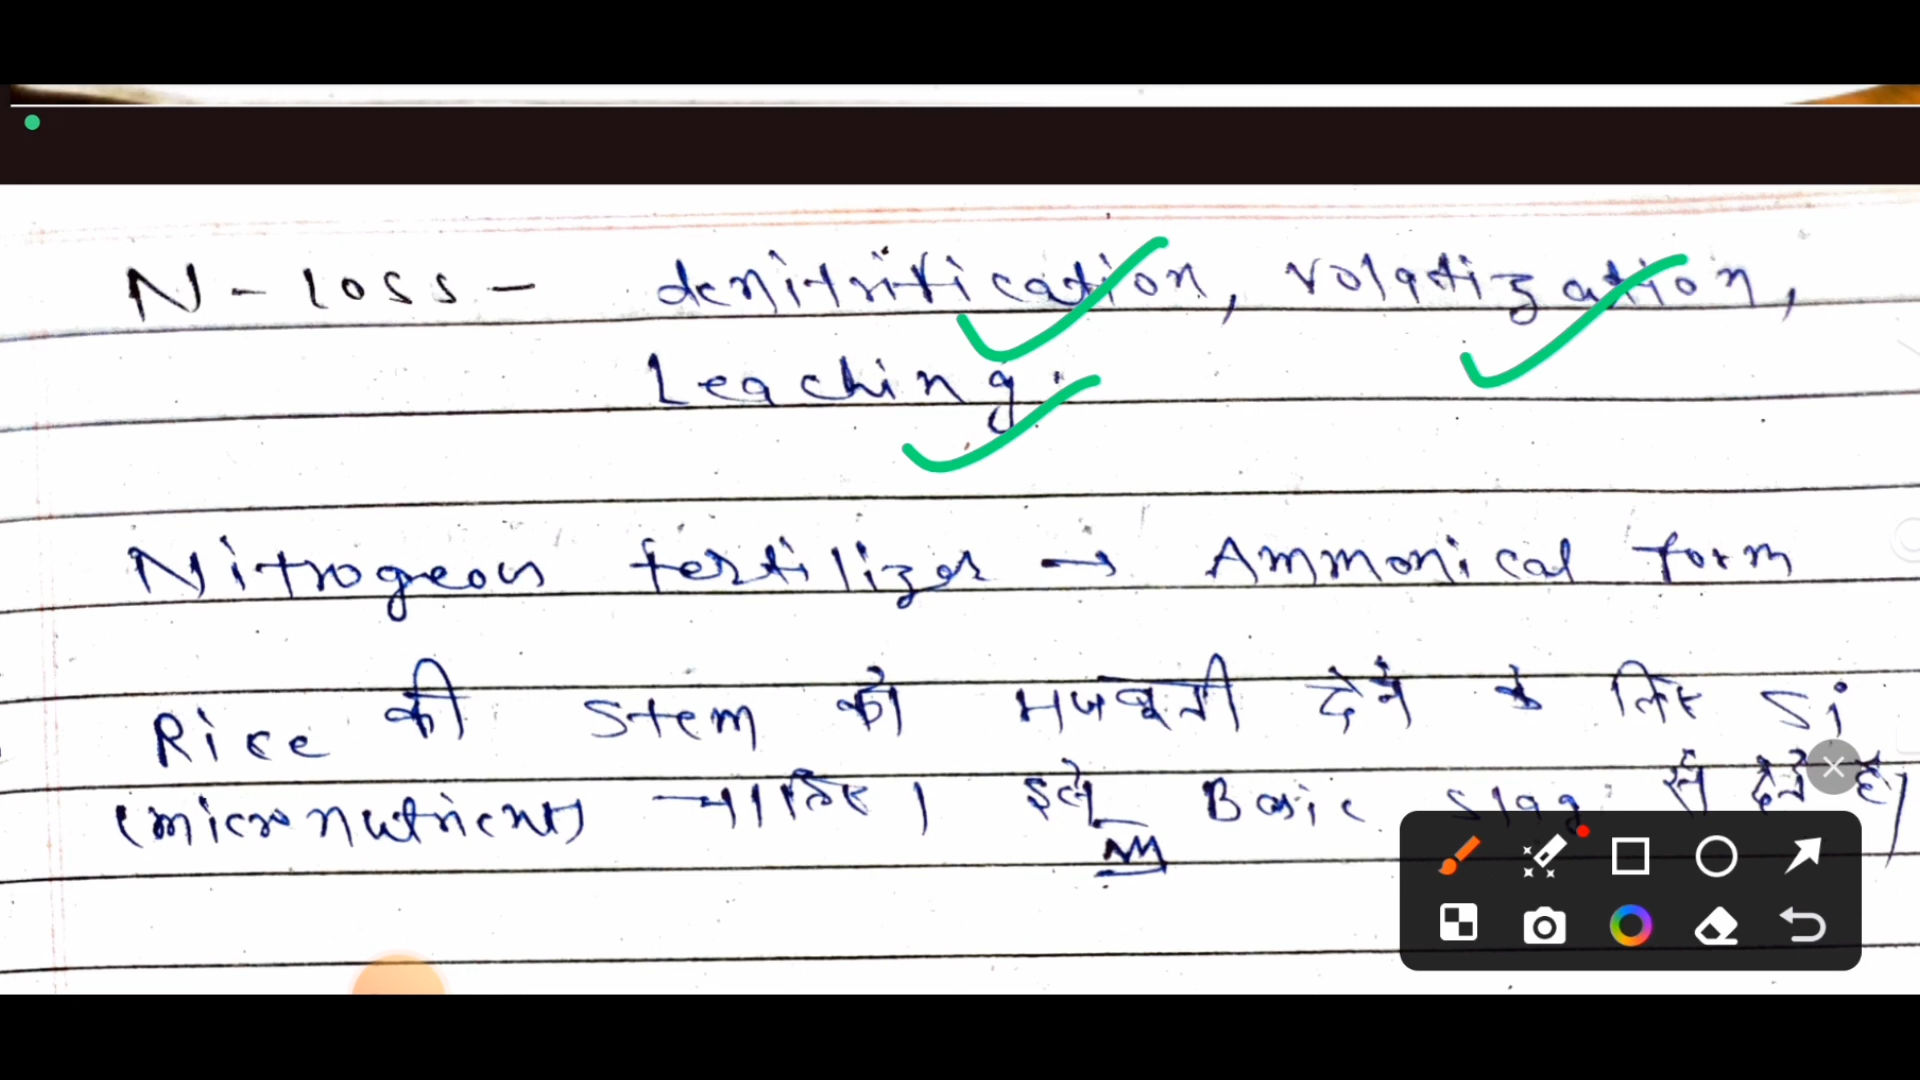 N - loss - denitrification, volatization,
Leaching.
Nitrogeous fertilizer → Ammonical form
Rice की stem को मजबूती देने के लिए Si
(micronutrient) चाहिए। इसे Basic slag से देते हैं।